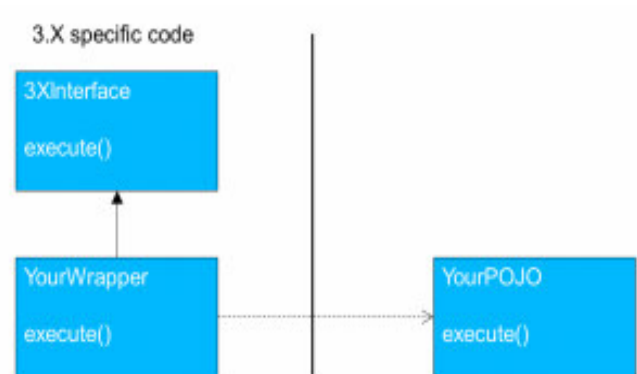 3.X specific code
3XInterface
execute()
YourWrapper
execute()
YourPOJO
execute()